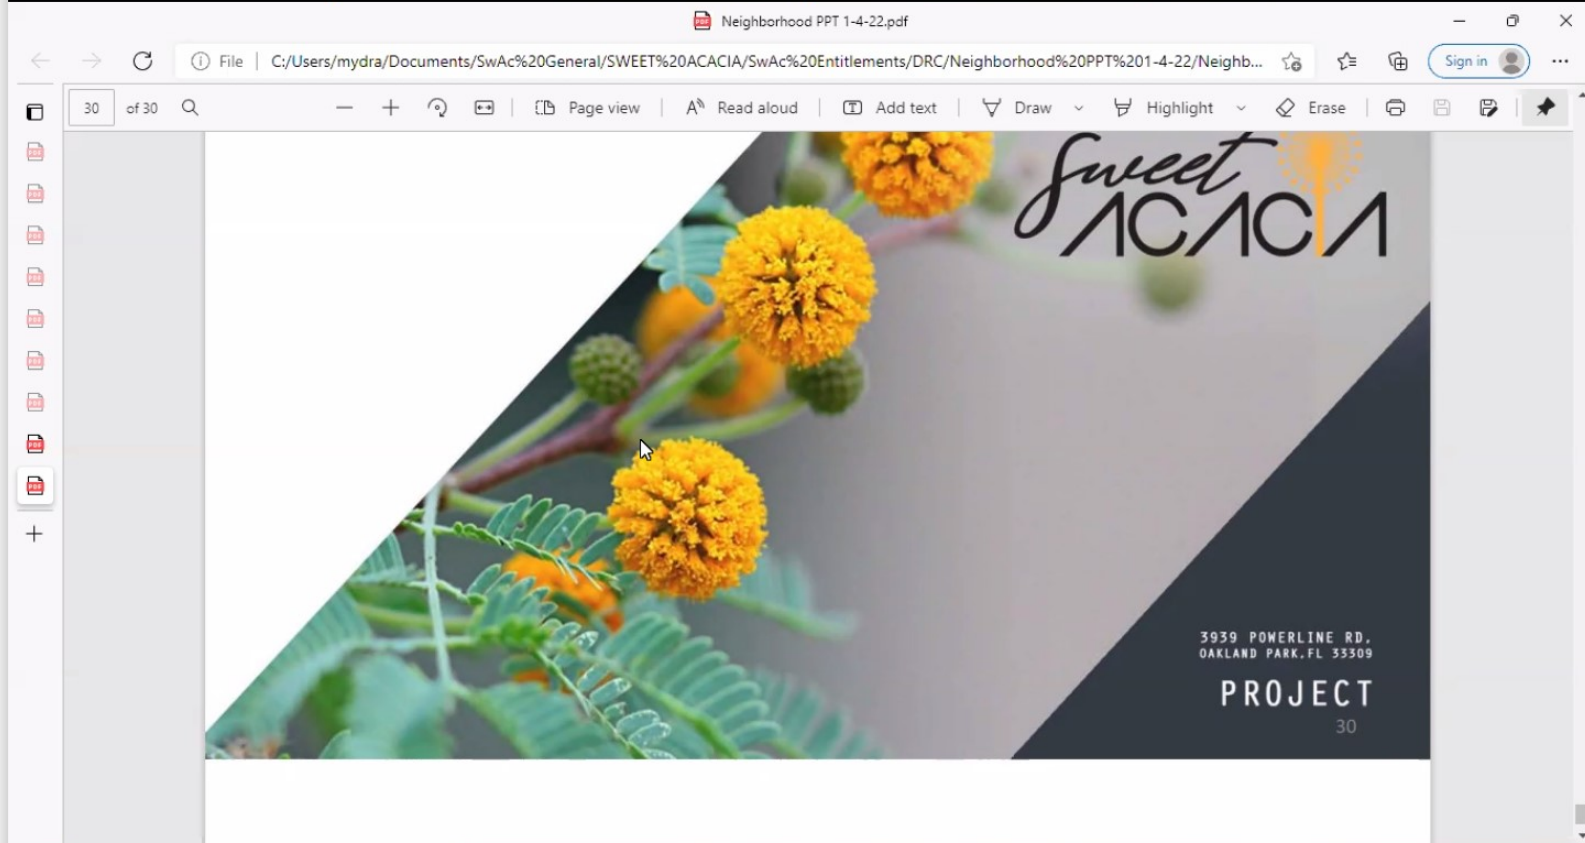 Neighborhood PPT 1-4-22.pdf
File
C:/Users/mydra/Documents/SwAc%20General/SWEET%20ACACIA/SwAc%20Entitlements/DRC/Neighborhood%20PPT%201-4-22/Neighb...
Sign in
30 of 30
Page view
Read aloud
Add text
Draw
Highlight
Erase
Sweet
ACACIA
3939 POWERLINE RD.
OAKLAND PARK.FL 33309
PROJECT
30